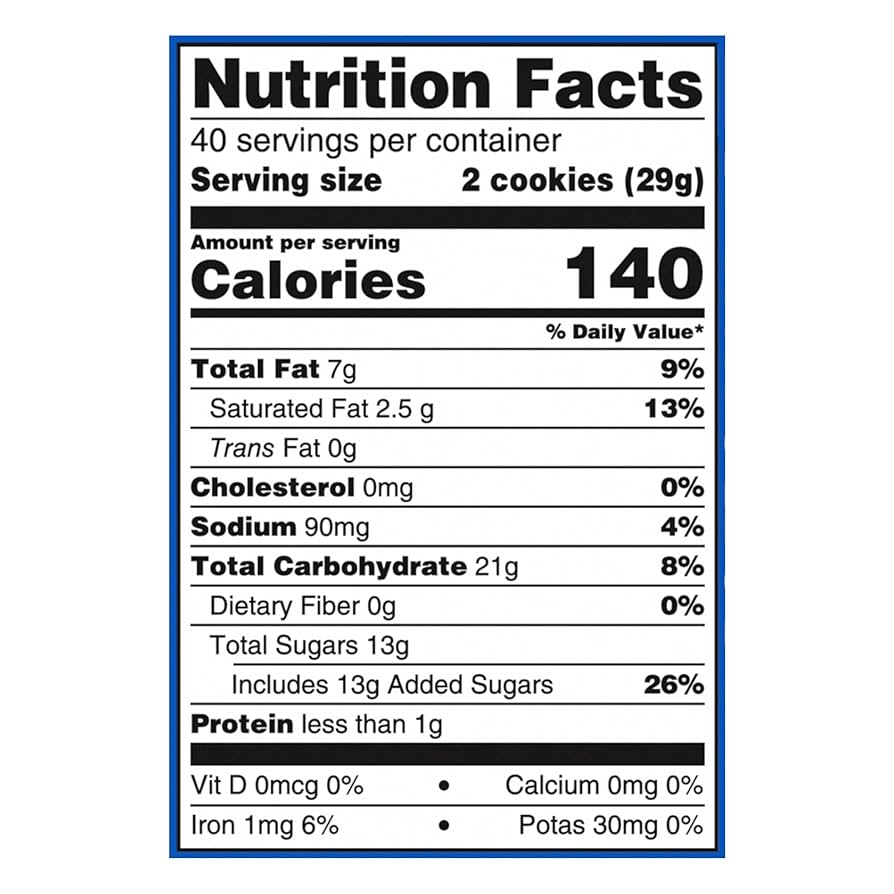 Nutrition Facts
40 servings per container
Serving size 2 cookies (29g)
Amount per serving
Calories 140
% Daily Value*
Total Fat 7g 9%
Saturated Fat 2.5 g 13%
Trans Fat 0g
Cholesterol 0mg 0%
Sodium 90mg 4%
Total Carbohydrate 21g 8%
Dietary Fiber 0g 0%
Total Sugars 13g
Includes 13g Added Sugars 26%
Protein less than 1g
Vit D 0mcg 0% • Calcium 0mg 0%
Iron 1mg 6% • Potas 30mg 0%